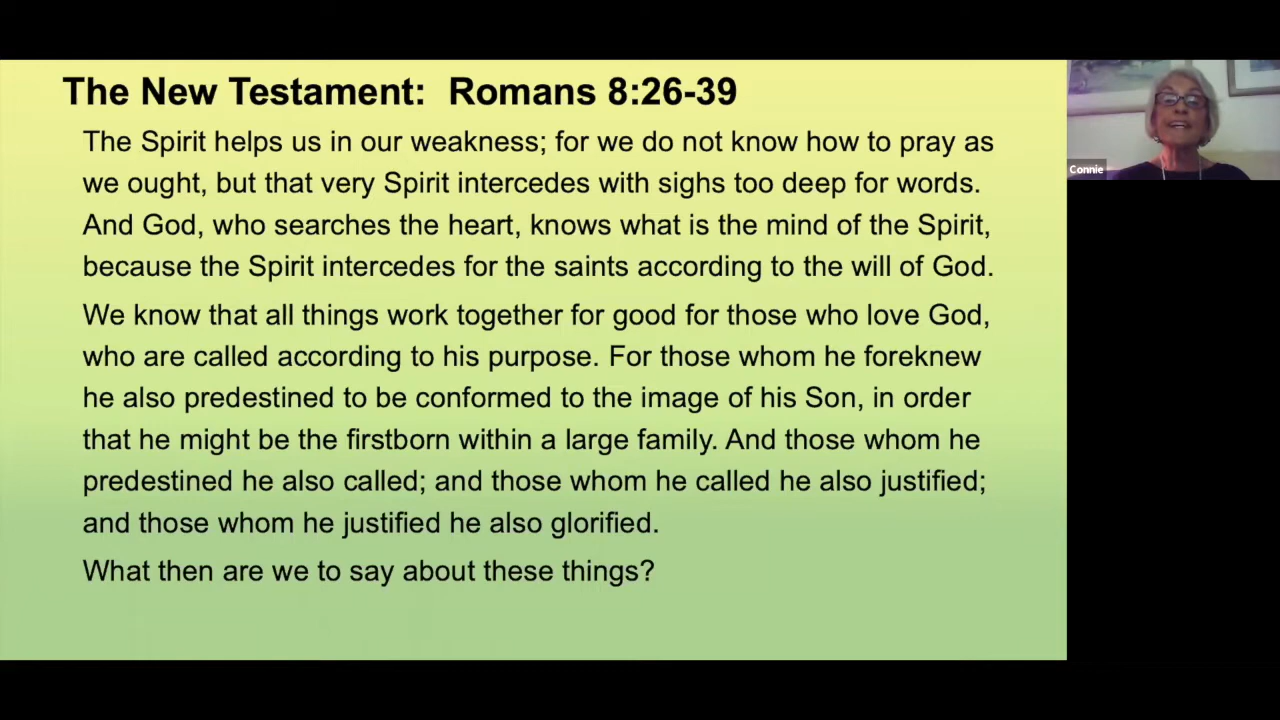 The New Testament:  Romans 8:26-39
The Spirit helps us in our weakness; for we do not know how to pray as
we ought, but that very Spirit intercedes with sighs too deep for words.
And God, who searches the heart, knows what is the mind of the Spirit,
because the Spirit intercedes for the saints according to the will of God.
We know that all things work together for good for those who love God,
who are called according to his purpose. For those whom he foreknew
he also predestined to be conformed to the image of his Son, in order
that he might be the firstborn within a large family. And those whom he
predestined he also called; and those whom he called he also justified;
and those whom he justified he also glorified.
What then are we to say about these things?
Connie